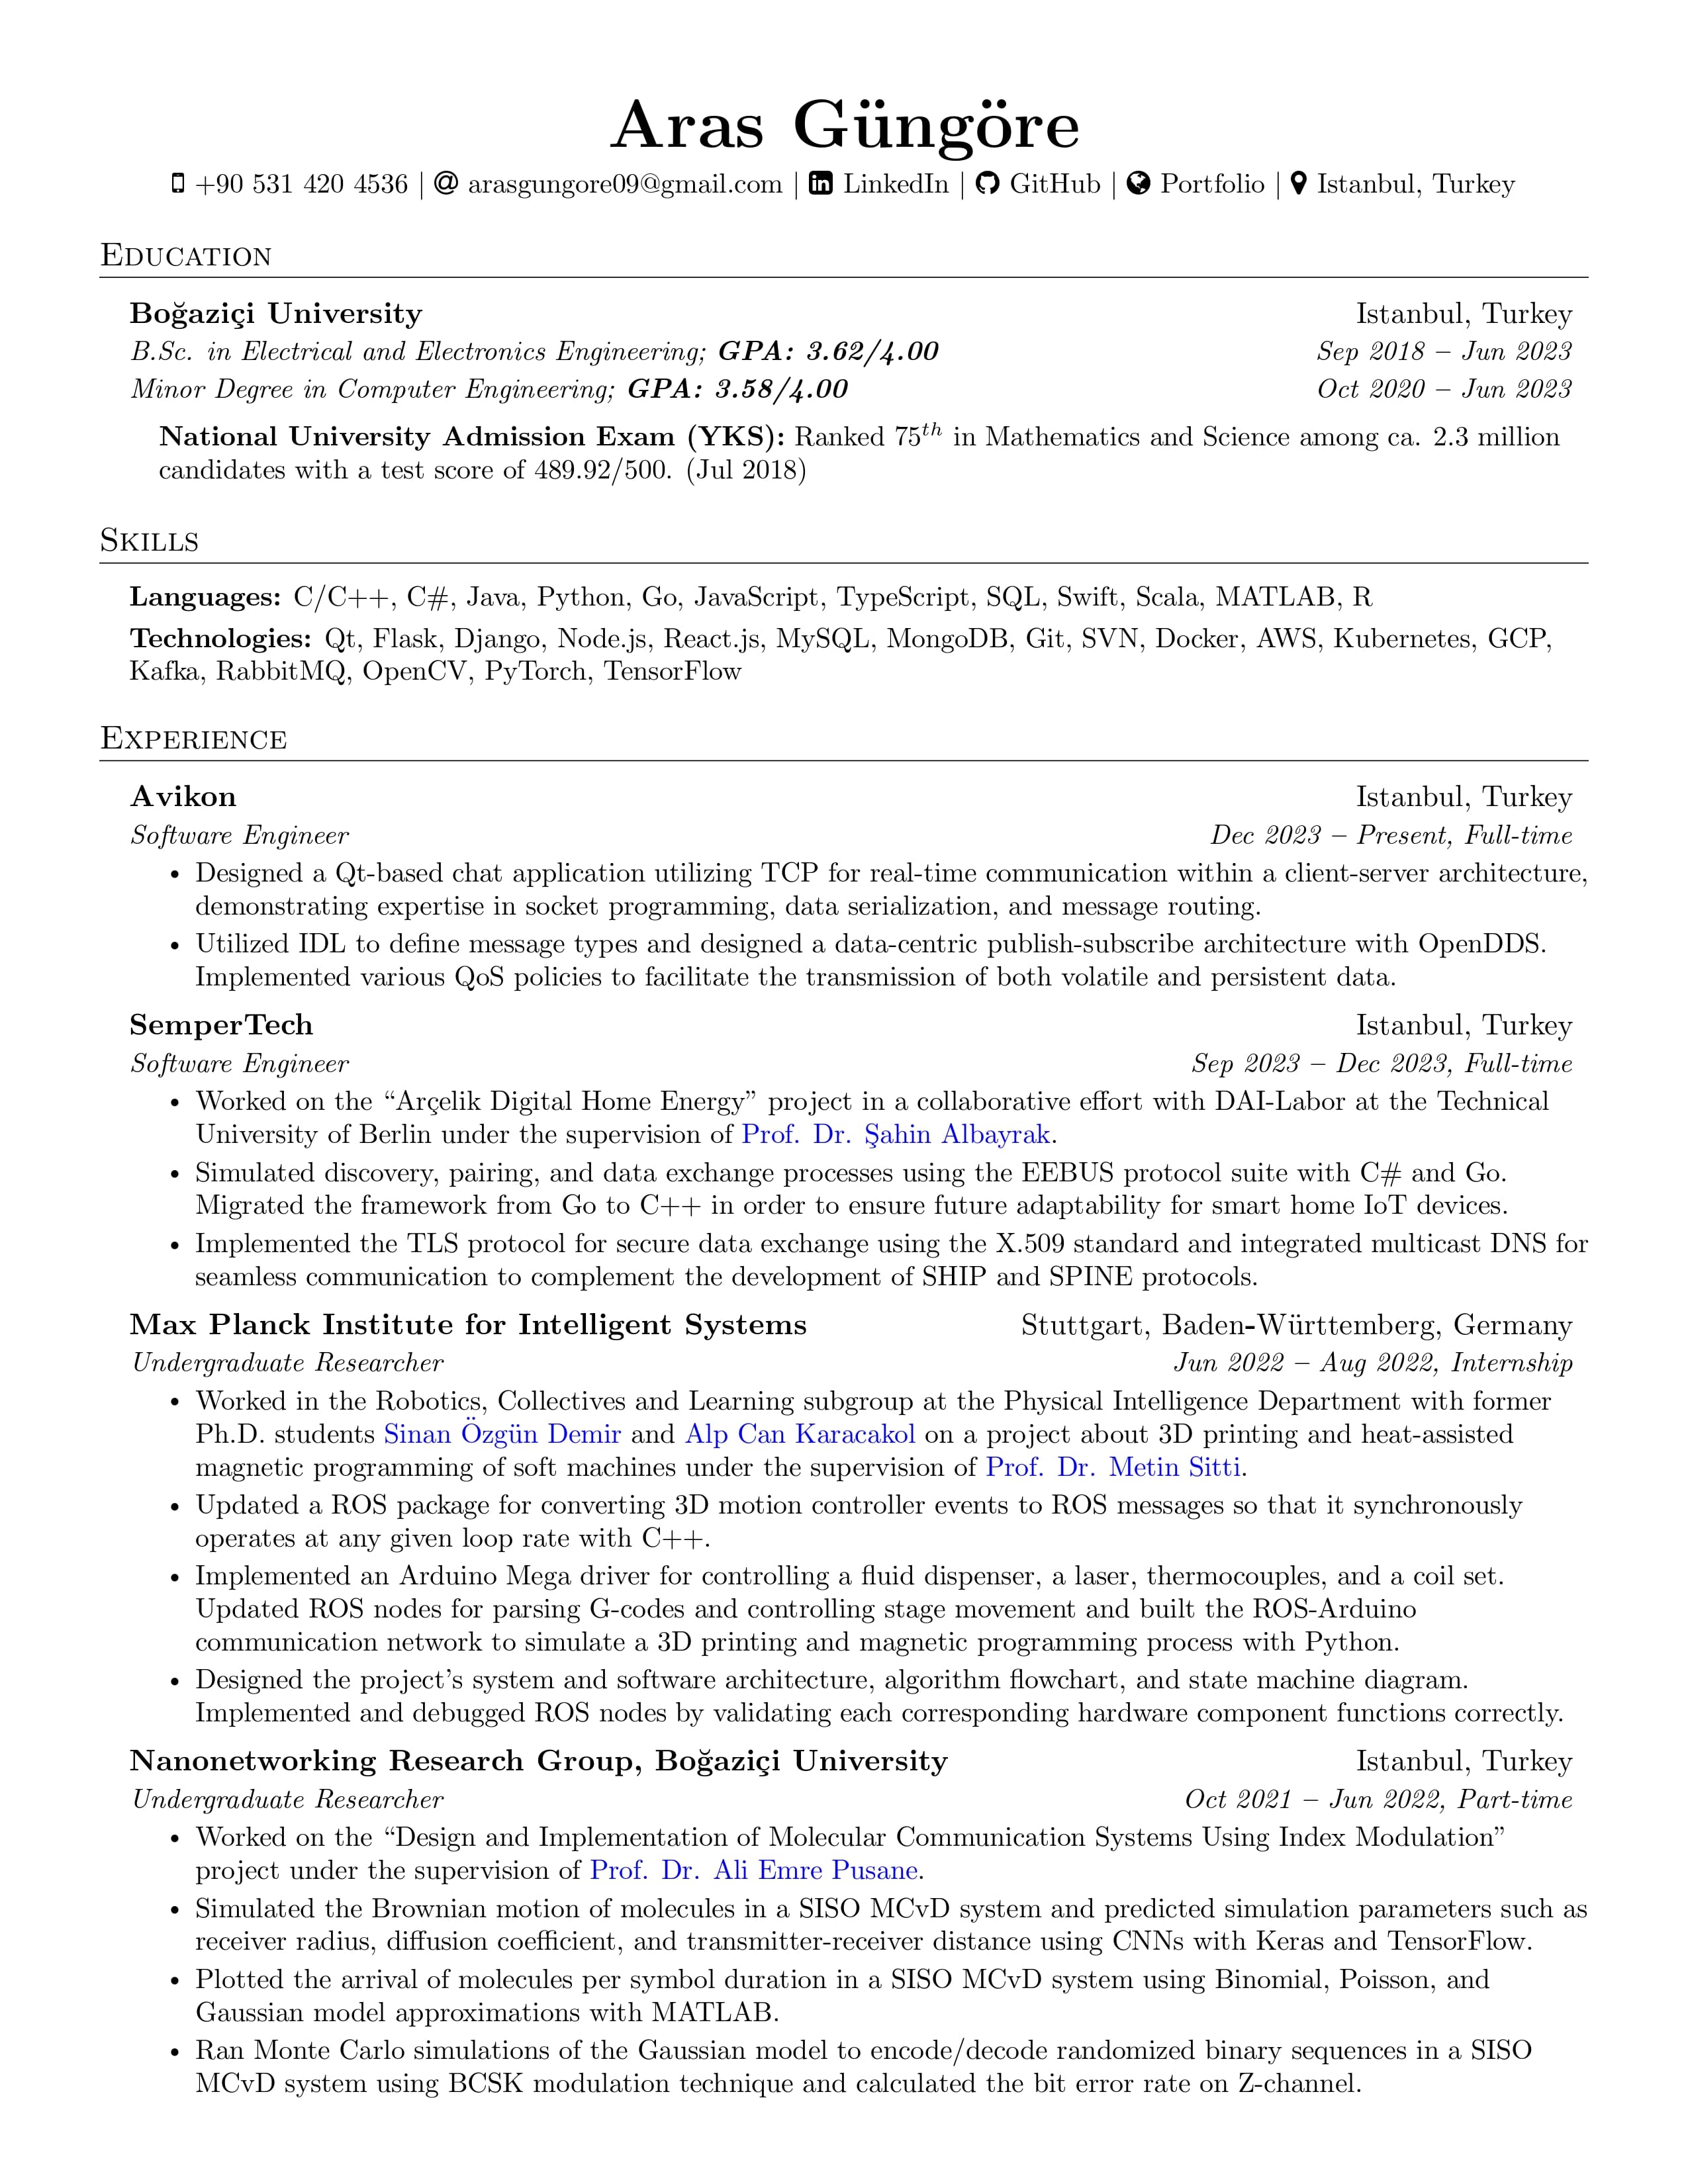 Aras Güngöre
+90 531 420 4536 | arasgungore09@gmail.com | LinkedIn | GitHub | Portfolio | Istanbul, Turkey
Education
Boğaziçi University Istanbul, Turkey
B.Sc. in Electrical and Electronics Engineering; GPA: 3.62/4.00 Sep 2018 – Jun 2023
Minor Degree in Computer Engineering; GPA: 3.58/4.00 Oct 2020 – Jun 2023
National University Admission Exam (YKS): Ranked 75th in Mathematics and Science among ca. 2.3 million
candidates with a test score of 489.92/500. (Jul 2018)
Skills
Languages: C/C++, C#, Java, Python, Go, JavaScript, TypeScript, SQL, Swift, Scala, MATLAB, R
Technologies: Qt, Flask, Django, Node.js, React.js, MySQL, MongoDB, Git, SVN, Docker, AWS, Kubernetes, GCP,
Kafka, RabbitMQ, OpenCV, PyTorch, TensorFlow
Experience
Avikon Istanbul, Turkey
Software Engineer Dec 2023 – Present, Full-time
• Designed a Qt-based chat application utilizing TCP for real-time communication within a client-server architecture,
demonstrating expertise in socket programming, data serialization, and message routing.
• Utilized IDL to define message types and designed a data-centric publish-subscribe architecture with OpenDDS.
Implemented various QoS policies to facilitate the transmission of both volatile and persistent data.
SemperTech Istanbul, Turkey
Software Engineer Sep 2023 – Dec 2023, Full-time
• Worked on the “Arçelik Digital Home Energy” project in a collaborative effort with DAI-Labor at the Technical
University of Berlin under the supervision of Prof. Dr. Şahin Albayrak.
• Simulated discovery, pairing, and data exchange processes using the EEBUS protocol suite with C# and Go.
Migrated the framework from Go to C++ in order to ensure future adaptability for smart home IoT devices.
• Implemented the TLS protocol for secure data exchange using the X.509 standard and integrated multicast DNS for
seamless communication to complement the development of SHIP and SPINE protocols.
Max Planck Institute for Intelligent Systems Stuttgart, Baden-Württemberg, Germany
Undergraduate Researcher Jun 2022 – Aug 2022, Internship
• Worked in the Robotics, Collectives and Learning subgroup at the Physical Intelligence Department with former
Ph.D. students Sinan Özgün Demir and Alp Can Karacakol on a project about 3D printing and heat-assisted
magnetic programming of soft machines under the supervision of Prof. Dr. Metin Sitti.
• Updated a ROS package for converting 3D motion controller events to ROS messages so that it synchronously
operates at any given loop rate with C++.
• Implemented an Arduino Mega driver for controlling a fluid dispenser, a laser, thermocouples, and a coil set.
Updated ROS nodes for parsing G-codes and controlling stage movement and built the ROS-Arduino
communication network to simulate a 3D printing and magnetic programming process with Python.
• Designed the project’s system and software architecture, algorithm flowchart, and state machine diagram.
Implemented and debugged ROS nodes by validating each corresponding hardware component functions correctly.
Nanonetworking Research Group, Boğaziçi University Istanbul, Turkey
Undergraduate Researcher Oct 2021 – Jun 2022, Part-time
• Worked on the “Design and Implementation of Molecular Communication Systems Using Index Modulation”
project under the supervision of Prof. Dr. Ali Emre Pusane.
• Simulated the Brownian motion of molecules in a SISO MCvD system and predicted simulation parameters such as
receiver radius, diffusion coefficient, and transmitter-receiver distance using CNNs with Keras and TensorFlow.
• Plotted the arrival of molecules per symbol duration in a SISO MCvD system using Binomial, Poisson, and
Gaussian model approximations with MATLAB.
• Ran Monte Carlo simulations of the Gaussian model to encode/decode randomized binary sequences in a SISO
MCvD system using BCSK modulation technique and calculated the bit error rate on Z-channel.